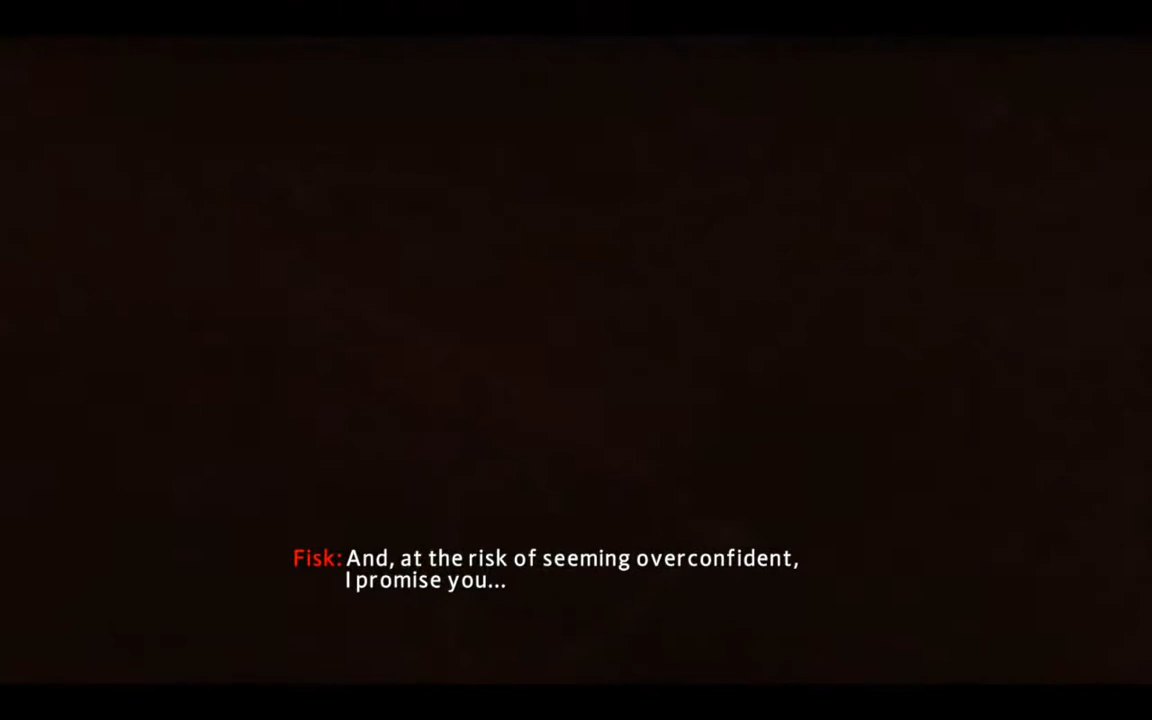 Fisk: And, at the risk of seeming overconfident,
I promise you...